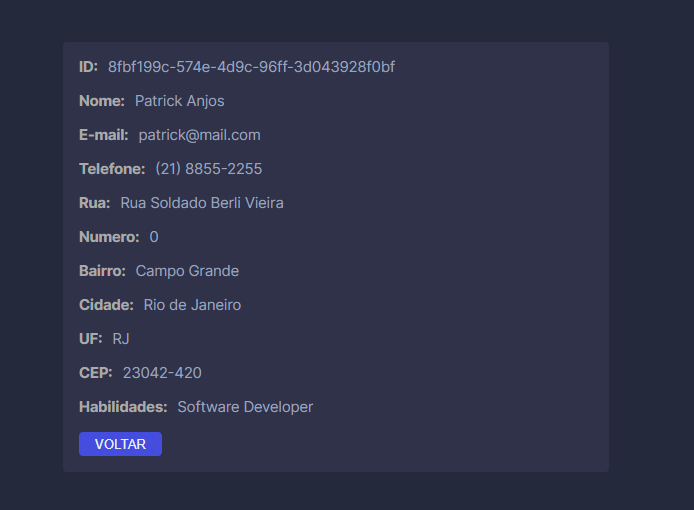 ID: 8fbf199c-574e-4d9c-96ff-3d043928f0bf
Nome: Patrick Anjos
E-mail: patrick@mail.com
Telefone: (21) 8855-2255
Rua: Rua Soldado Berli Vieira
Numero: 0
Bairro: Campo Grande
Cidade: Rio de Janeiro
UF: RJ
CEP: 23042-420
Habilidades: Software Developer
VOLTAR